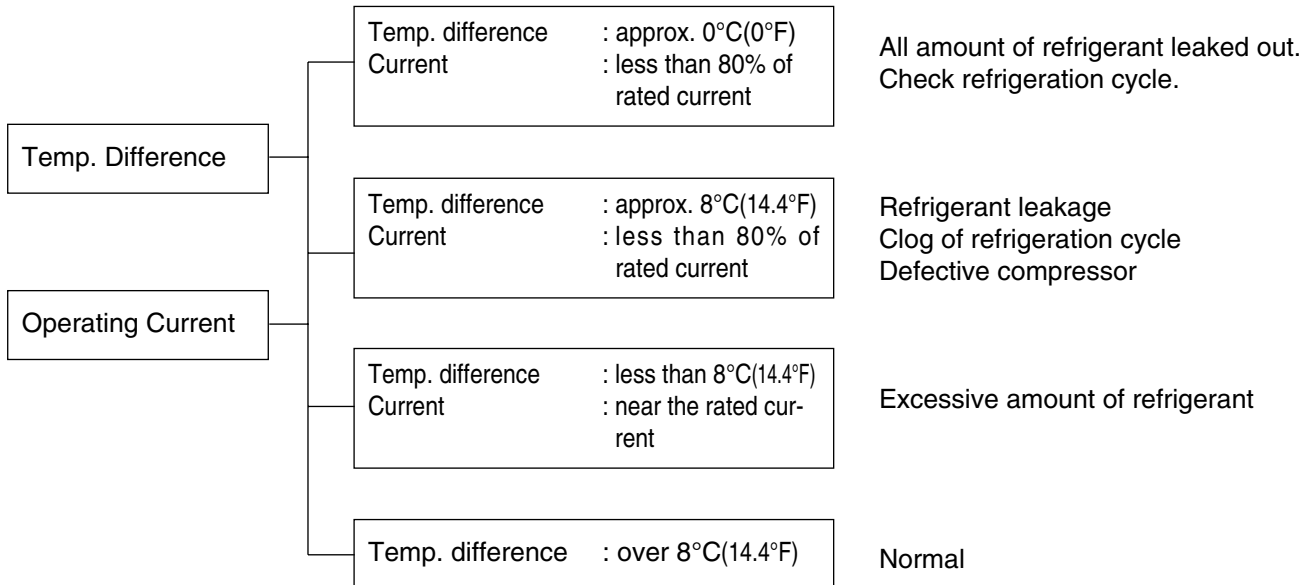 Temp. Difference
Operating Current
Temp. difference : approx. 0°C(0°F)
Current : less than 80% of
rated current
All amount of refrigerant leaked out.
Check refrigeration cycle.
Temp. difference : approx. 8°C(14.4°F)
Current : less than 80% of
rated current
Refrigerant leakage
Clog of refrigeration cycle
Defective compressor
Temp. difference : less than 8°C(14.4°F)
Current : near the rated cur-
rent
Excessive amount of refrigerant
Temp. difference : over 8°C(14.4°F)
Normal